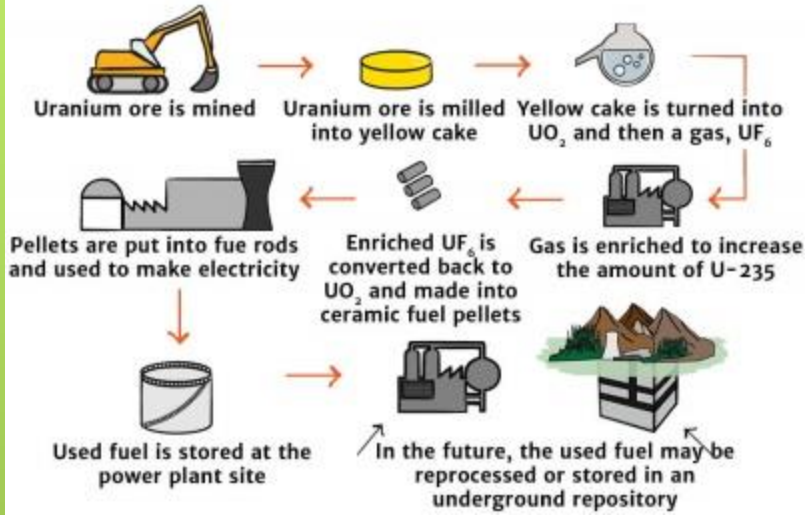 Uranium ore is mined
Uranium ore is milled
into yellow cake
Yellow cake is turned into
UO₂ and then a gas, UF₆
Pellets are put into fue rods
and used to make electricity
Enriched UF₆ is
converted back to
UO₂ and made into
ceramic fuel pellets
Gas is enriched to increase
the amount of U-235
Used fuel is stored at the
power plant site
In the future, the used fuel may be
reprocessed or stored in an
underground repository